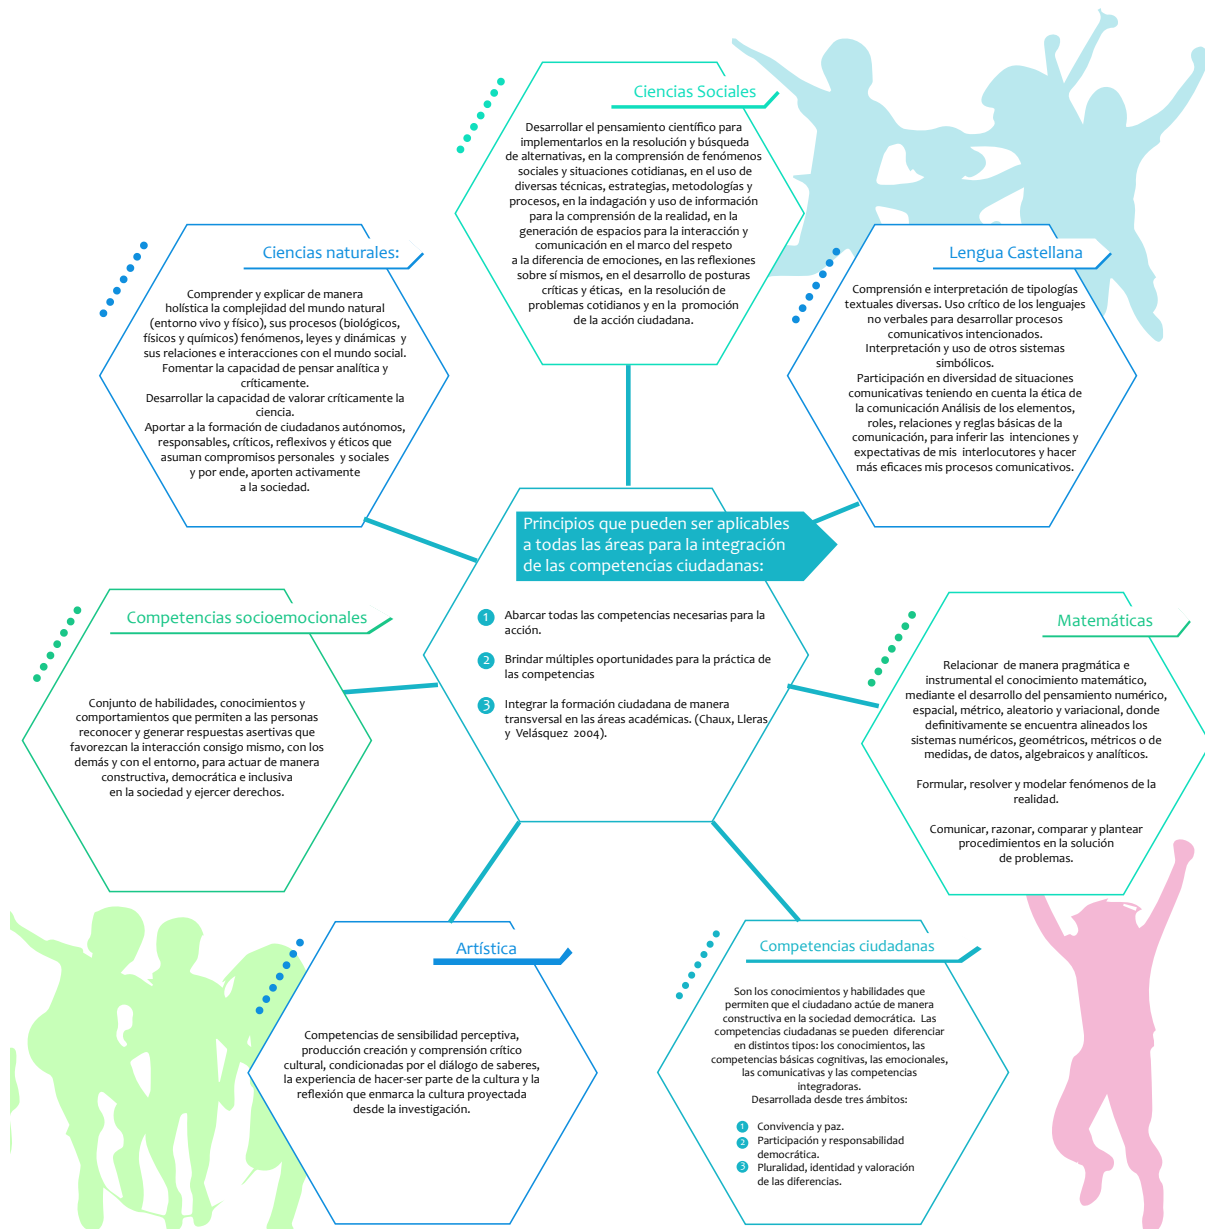 Ciencias Sociales
Desarrollar el pensamiento científico para
implementarlos en la resolución y búsqueda
de alternativas, en la comprensión de fenómenos
sociales y situaciones cotidianas, en el uso de
diversas técnicas, estrategias, metodologías y
procesos, en la indagación y uso de información
para la comprensión de la realidad, en la
generación de espacios para la interacción y
comunicación en el marco del respeto
a la diferencia de emociones, en las reflexiones
sobre sí mismos, en el desarrollo de posturas
críticas y éticas, en la resolución de
problemas cotidianos y en la promoción
de la acción ciudadana.
Ciencias naturales:
Comprender y explicar de manera
holística la complejidad del mundo natural
(entorno vivo y físico), sus procesos (biológicos,
físicos y químicos) fenómenos, leyes y dinámicas y
sus relaciones e interacciones con el mundo social.
Fomentar la capacidad de pensar analítica y
críticamente.
Desarrollar la capacidad de valorar críticamente la
ciencia.
Aportar a la formación de ciudadanos autónomos,
responsables, críticos, reflexivos y éticos que
asuman compromisos personales y sociales
y por ende, aporten activamente
a la sociedad.
Lengua Castellana
Comprensión e interpretación de tipologías
textuales diversas. Uso crítico de los lenguajes
no verbales para desarrollar procesos
comunicativos intencionados.
Interpretación y uso de otros sistemas
simbólicos.
Participación en diversidad de situaciones
comunicativas teniendo en cuenta la ética de
la comunicación Análisis de los elementos,
roles, relaciones y reglas básicas de la
comunicación, para inferir las intenciones y
expectativas de mis interlocutores y hacer
más eficaces mis procesos comunicativos.
Principios que pueden ser aplicables
a todas las áreas para la integración
de las competencias ciudadanas:
1 Abarcar todas las competencias necesarias para la
acción.
2 Brindar múltiples oportunidades para la práctica de
las competencias
3 Integrar la formación ciudadana de manera
transversal en las áreas académicas. (Chaux, Lleras
y Velásquez 2004).
Competencias socioemocionales
Conjunto de habilidades, conocimientos y
comportamientos que permiten a las personas
reconocer y generar respuestas asertivas que
favorezcan la interacción consigo mismo, con los
demás y con el entorno, para actuar de manera
constructiva, democrática e inclusiva
en la sociedad y ejercer derechos.
Matemáticas
Relacionar de manera pragmática e
instrumental el conocimiento matemático,
mediante el desarrollo del pensamiento numérico,
espacial, métrico, aleatorio y variacional, donde
definitivamente se encuentra alineados los
sistemas numéricos, geométricos, métricos o de
medidas, de datos, algebraicos y analíticos.
Formular, resolver y modelar fenómenos de la
realidad.
Comunicar, razonar, comparar y plantear
procedimientos en la solución
de problemas.
Artística
Competencias de sensibilidad perceptiva,
producción creación y comprensión crítico
cultural, condicionadas por el diálogo de saberes,
la experiencia de hacer-ser parte de la cultura y la
reflexión que enmarca la cultura proyectada
desde la investigación.
Competencias ciudadanas
Son los conocimientos y habilidades que
permiten que el ciudadano actúe de manera
constructiva en la sociedad democrática. Las
competencias ciudadanas se pueden diferenciar
en distintos tipos: los conocimientos, las
competencias básicas cognitivas, las emocionales,
las comunicativas y las competencias
integradoras.
Desarrollada desde tres ámbitos:
1 Convivencia y paz.
2 Participación y responsabilidad
democrática.
3 Pluralidad, identidad y valoración
de las diferencias.